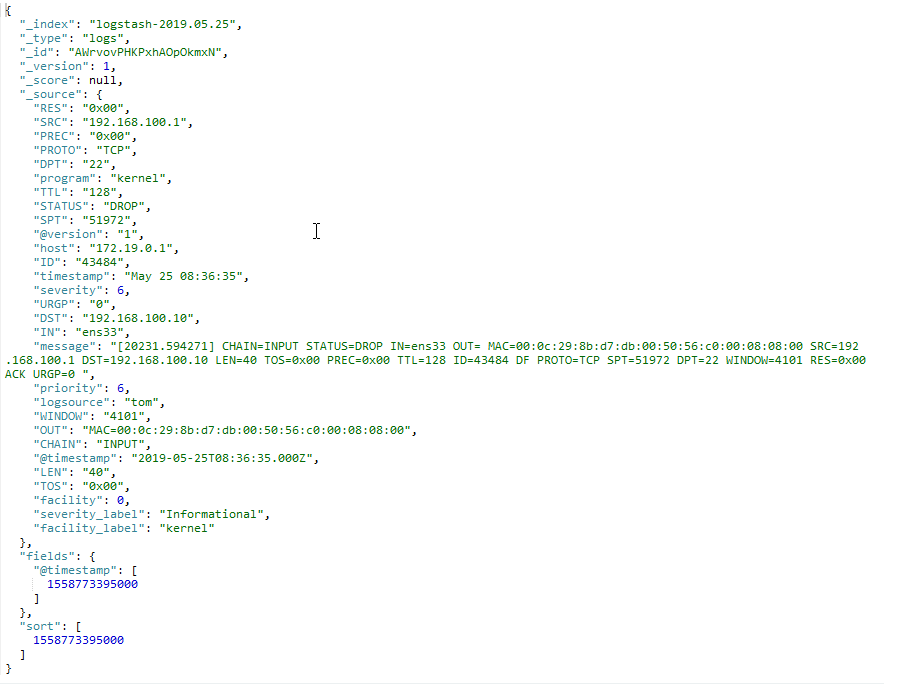 {
  "_index": "logstash-2019.05.25",
  "_type": "logs",
  "_id": "AWrvovPHKPxhAOpOkmxN",
  "_version": 1,
  "_score": null,
  "_source": {
    "RES": "0x00",
    "SRC": "192.168.100.1",
    "PREC": "0x00",
    "PROTO": "TCP",
    "DPT": "22",
    "program": "kernel",
    "TTL": "128",
    "STATUS": "DROP",
    "SPT": "51972",
    "@version": "1",
    "host": "172.19.0.1",
    "ID": "43484",
    "timestamp": "May 25 08:36:35",
    "severity": 6,
    "URGP": "0",
    "DST": "192.168.100.10",
    "IN": "ens33",
    "message": "[20231.594271] CHAIN=INPUT STATUS=DROP IN=ens33 OUT= MAC=00:0c:29:8b:d7:db:00:50:56:c0:00:08:08:00 SRC=192
.168.100.1 DST=192.168.100.10 LEN=40 TOS=0x00 PREC=0x00 TTL=128 ID=43484 DF PROTO=TCP SPT=51972 DPT=22 WINDOW=4101 RES=0x00
ACK URGP=0 ",
    "priority": 6,
    "logsource": "tom",
    "WINDOW": "4101",
    "OUT": "MAC=00:0c:29:8b:d7:db:00:50:56:c0:00:08:08:00",
    "CHAIN": "INPUT",
    "@timestamp": "2019-05-25T08:36:35.000Z",
    "LEN": "40",
    "TOS": "0x00",
    "facility": 0,
    "severity_label": "Informational",
    "facility_label": "kernel"
  },
  "fields": {
    "@timestamp": [
      1558773395000
    ]
  },
  "sort": [
    1558773395000
  ]
}